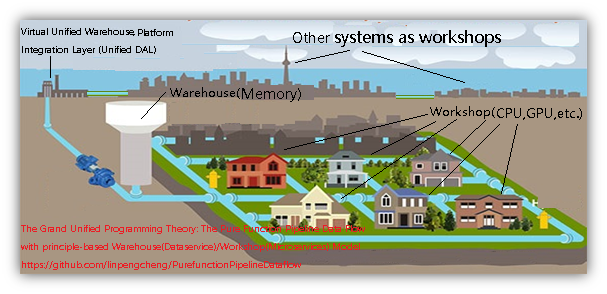 Virtual Unified Warehouse, Platform
Integration Layer (Unified DAL)
Other systems as workshops
Warehouse(Memory)
Workshop(CPU,GPU,etc.)
The Grand Unified Programming Theory: The Pure Function Pipeline Data Flow
with principle-based Warehouse(Dataservice)/Workshop(Microservices) Model
https://github.com/linpengcheng/PurefunctionPipelineDataflow